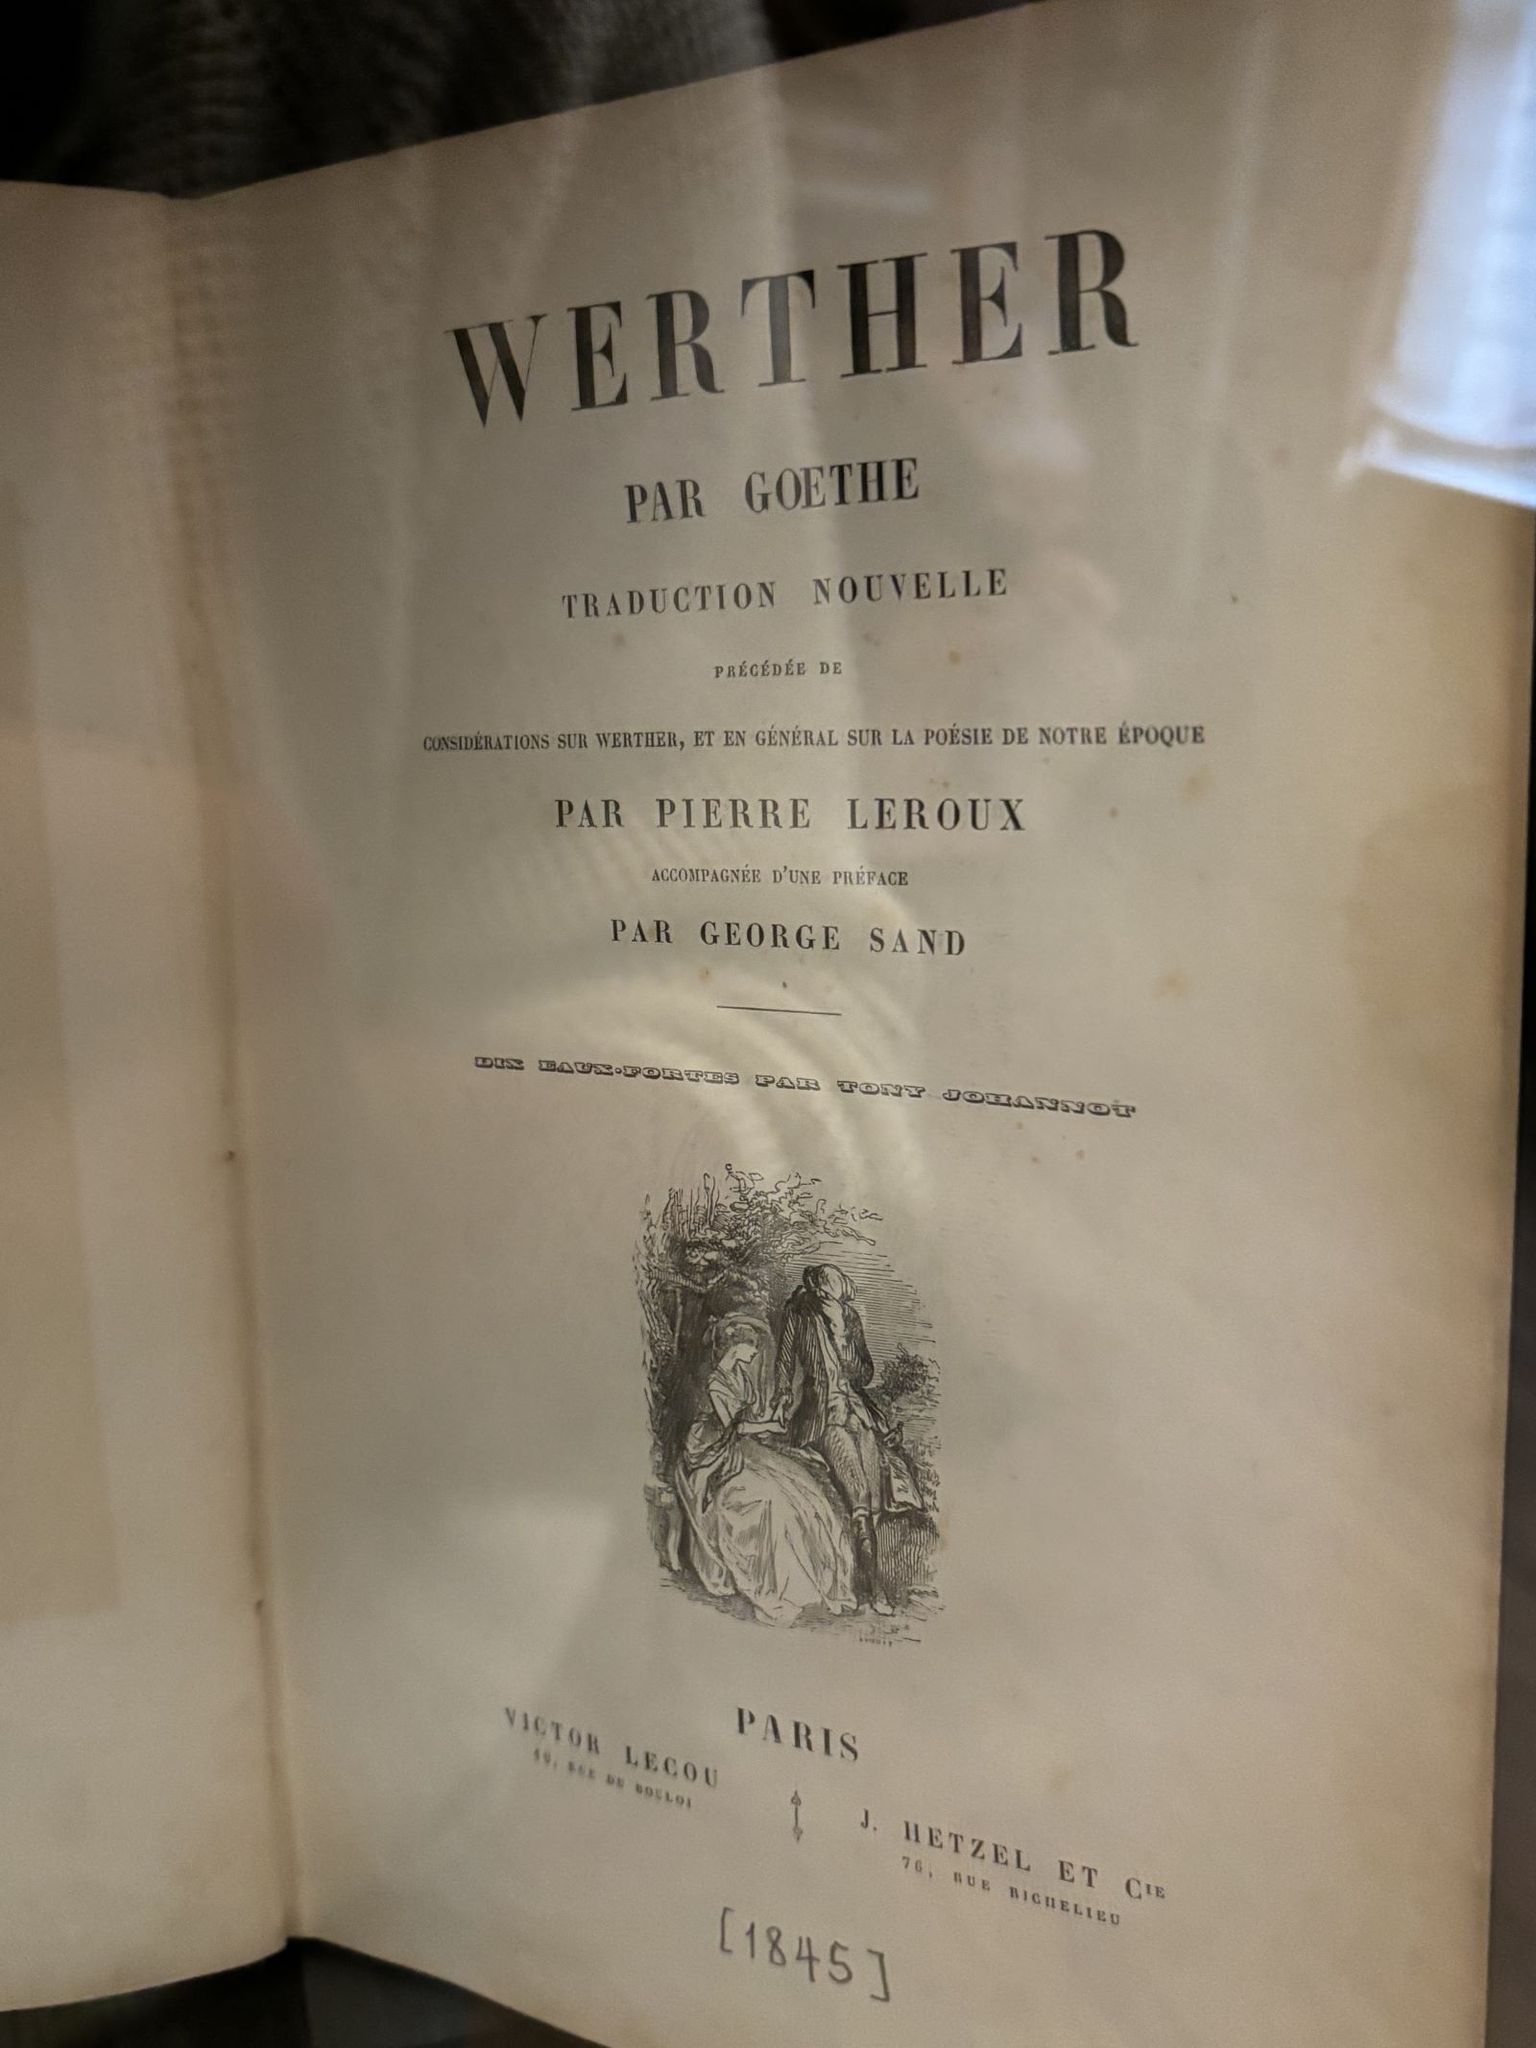 WERTHER
PAR GOETHE
TRADUCTION NOUVELLE
PRÉCÉDÉE DE
CONSIDÉRATIONS SUR WERTHER, ET EN GÉNÉRAL SUR LA POÉSIE DE NOTRE ÉPOQUE
PAR PIERRE LEROUX
ACCOMPAGNÉE D'UNE PRÉFACE
PAR GEORGE SAND
DIX EAUX-FORTES PAR TONY JOHANNOT
PARIS
VICTOR LECOU
RUE DU BOULOI
J. HETZEL ET CIE
76, RUE RICHELIEU
[1845]